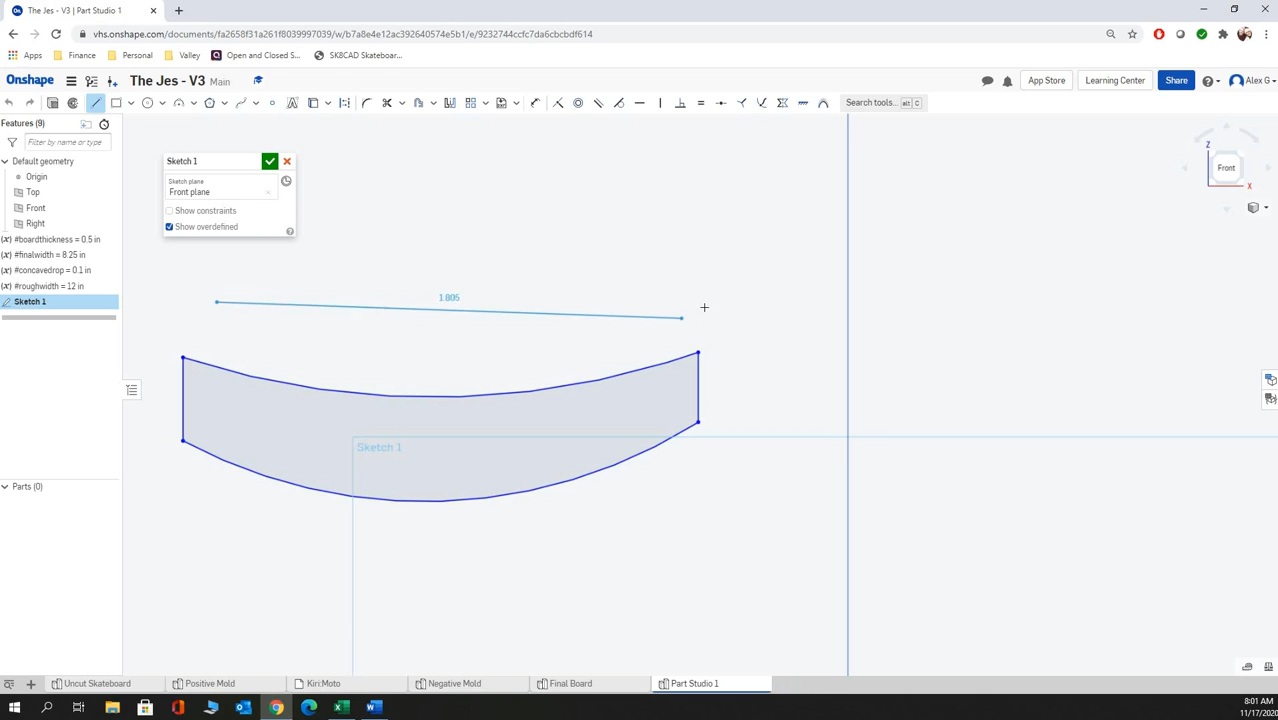 The Jes - V3 | Part Studio 1
vhs.onshape.com/documents/fa2658f31a261f8039997039/w/b7a8e4e12ac392640574e5b1/e/9232744ccfc7da6cbcbdf614
Apps Finance Personal Valley Open and Closed S... SK8CAD Skateboar...
Onshape The Jes - V3 Main App Store Learning Center Share Alex G
Search tools... alt C
Features (9)
Filter by name or type
Default geometry
Origin
Top
Front
Right
(x) #boardthickness = 0.5 in
(x) #finalwidth = 8.25 in
(x) #concavedrop = 0.1 in
(x) #roughwidth = 12 in
Sketch 1
Parts (0)
Sketch 1
Sketch plane
Front plane
Show constraints
Show overdefined
1.805
Sketch 1
Z
Front
X
Uncut Skateboard Positive Mold Kiri:Moto Negative Mold Final Board Part Studio 1
8:01 AM
11/17/2020